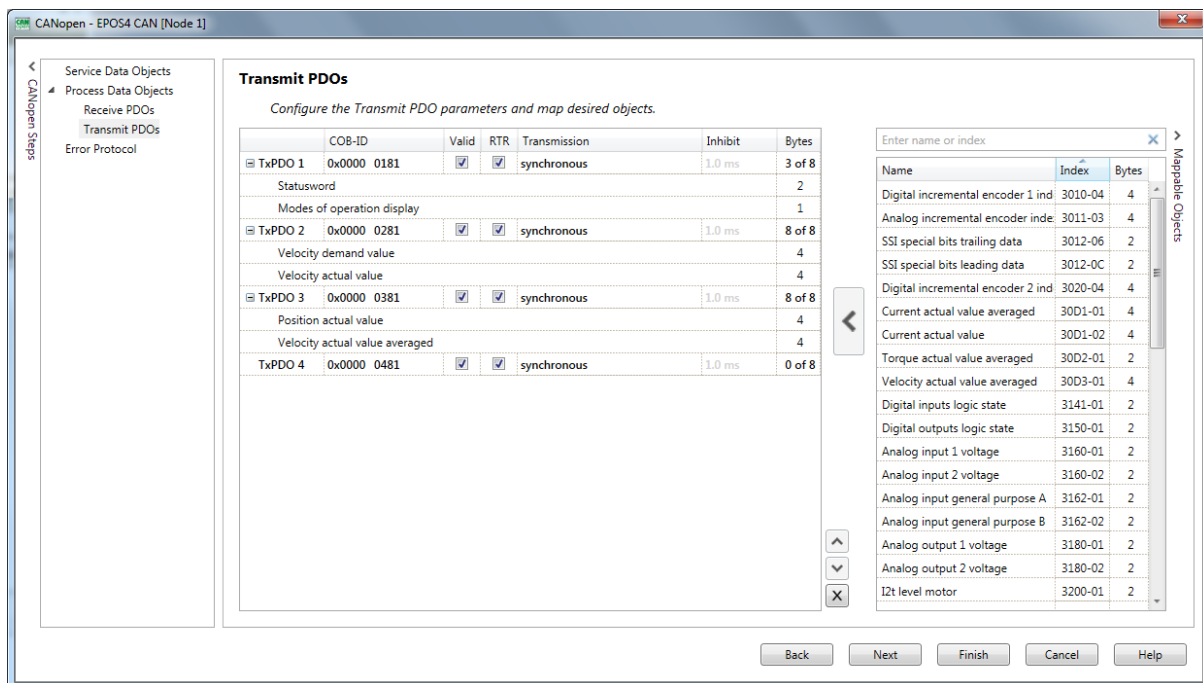 CANopen - EPOS4 CAN [Node 1]
CANopen Steps
Service Data Objects
Process Data Objects
Receive PDOs
Transmit PDOs
Error Protocol
Transmit PDOs
Configure the Transmit PDO parameters and map desired objects.
COB-ID Valid RTR Transmission Inhibit Bytes
TxPDO 1 0x0000 0181 synchronous 1.0 ms 3 of 8
Statusword 2
Modes of operation display 1
TxPDO 2 0x0000 0281 synchronous 1.0 ms 8 of 8
Velocity demand value 4
Velocity actual value 4
TxPDO 3 0x0000 0381 synchronous 1.0 ms 8 of 8
Position actual value 4
Velocity actual value averaged 4
TxPDO 4 0x0000 0481 synchronous 1.0 ms 0 of 8
Enter name or index
Name Index Bytes
Digital incremental encoder 1 ind 3010-04 4
Analog incremental encoder inde 3011-03 4
SSI special bits trailing data 3012-06 2
SSI special bits leading data 3012-0C 2
Digital incremental encoder 2 ind 3020-04 4
Current actual value averaged 30D1-01 4
Current actual value 30D1-02 4
Torque actual value averaged 30D2-01 2
Velocity actual value averaged 30D3-01 4
Digital inputs logic state 3141-01 2
Digital outputs logic state 3150-01 2
Analog input 1 voltage 3160-01 2
Analog input 2 voltage 3160-02 2
Analog input general purpose A 3162-01 2
Analog input general purpose B 3162-02 2
Analog output 1 voltage 3180-01 2
Analog output 2 voltage 3180-02 2
I2t level motor 3200-01 2
Mappable Objects
Back Next Finish Cancel Help